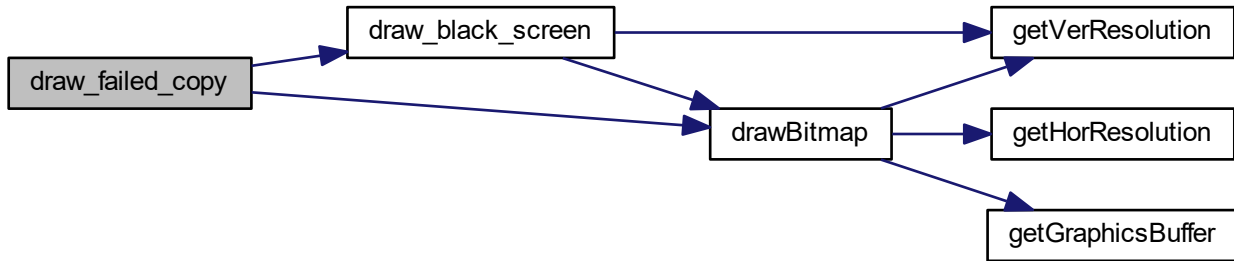 draw_failed_copy
draw_black_screen
drawBitmap
getVerResolution
getHorResolution
getGraphicsBuffer